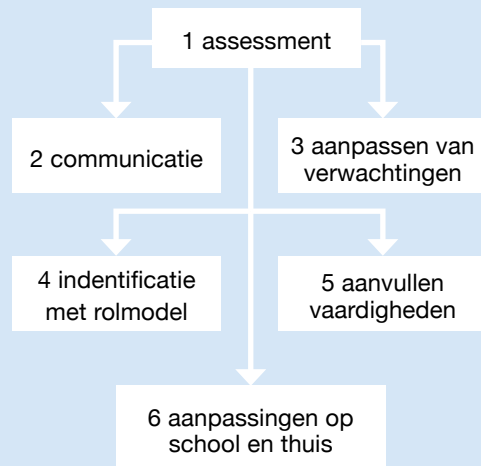 1 assessment
2 communicatie
3 aanpassen van
verwachtingen
4 indentificatie
met rolmodel
5 aanvullen
vaardigheden
6 aanpassingen op
school en thuis